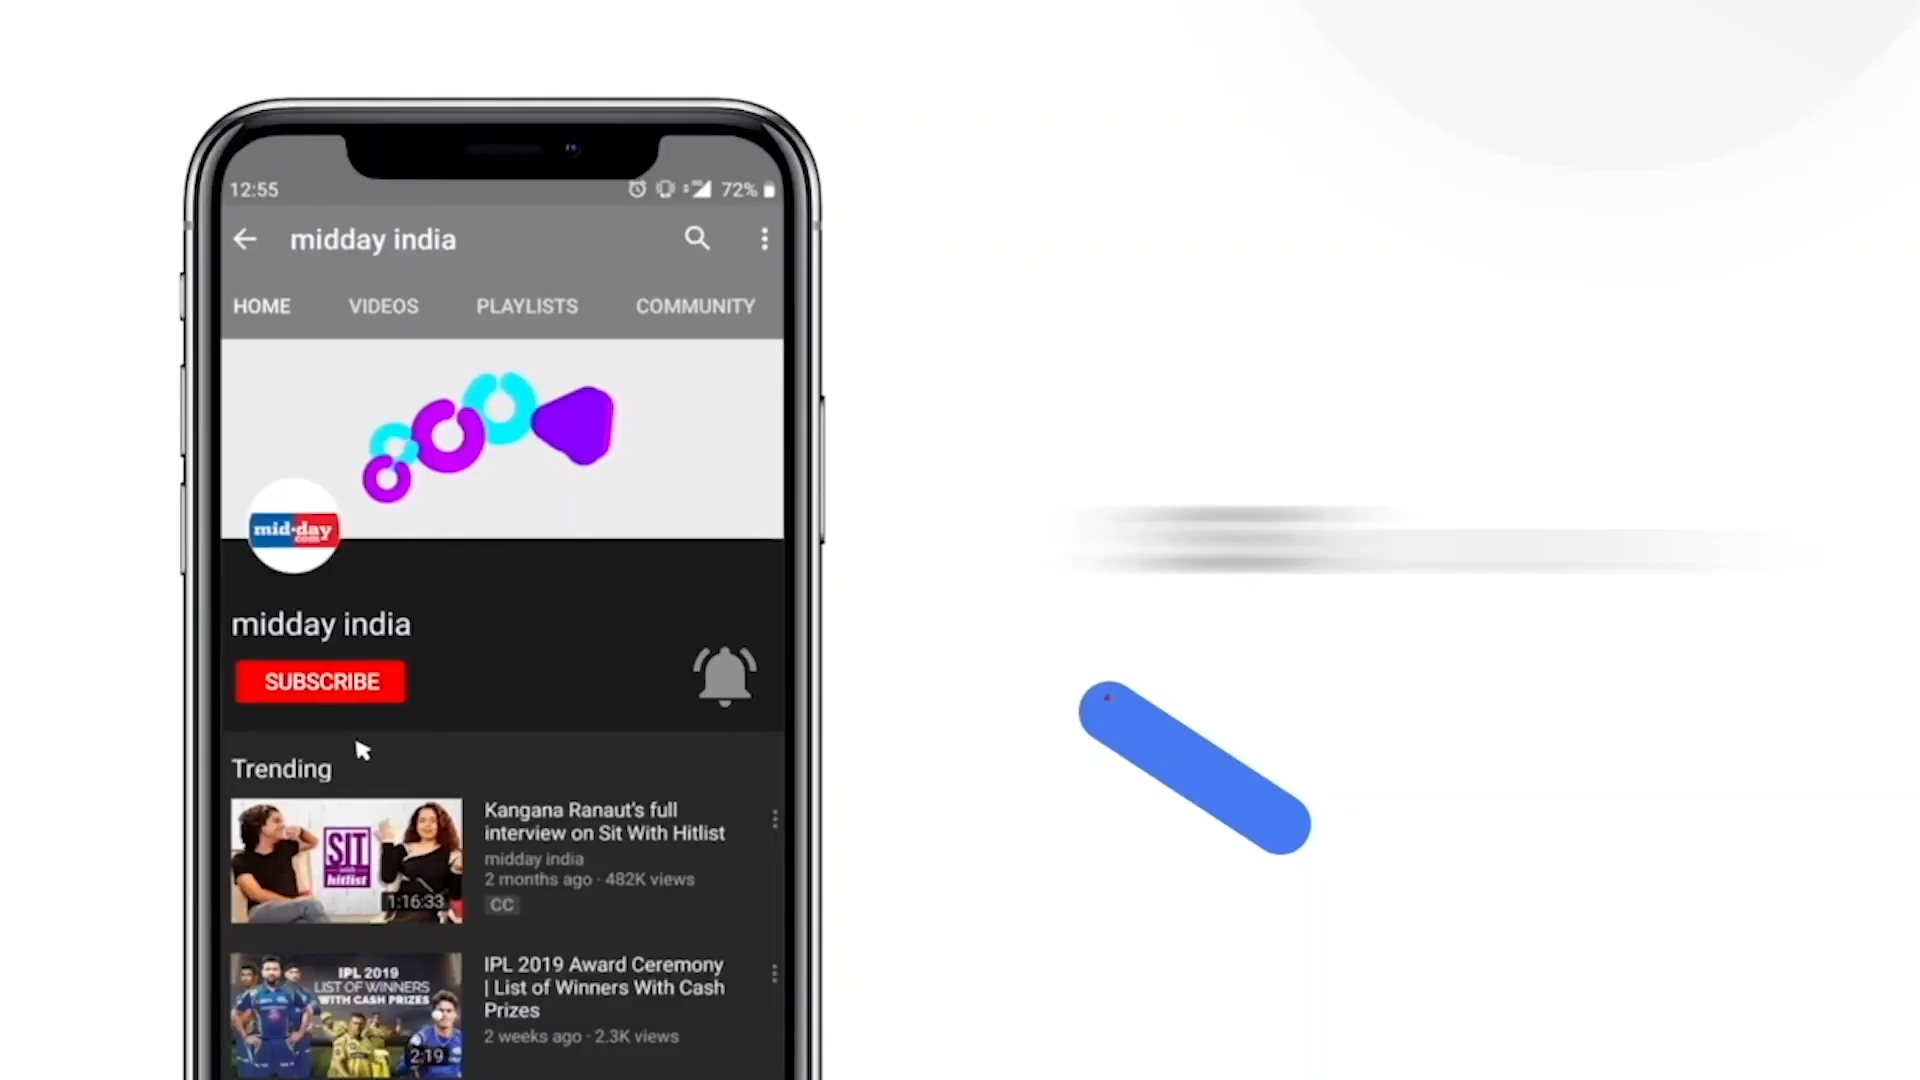 12:55
72%
midday india
HOME
VIDEOS
PLAYLISTS
COMMUNITY
mid-day
com
midday india
SUBSCRIBE
Trending
SIT
with
hitlist
1:16:33
Kangana Ranaut's full
interview on Sit With Hitlist
midday india
2 months ago · 482K views
CC
IPL 2019
LIST OF WINNERS
WITH CASH PRIZES
2:19
IPL 2019 Award Ceremony
| List of Winners With Cash
Prizes
2 weeks ago · 2.3K views